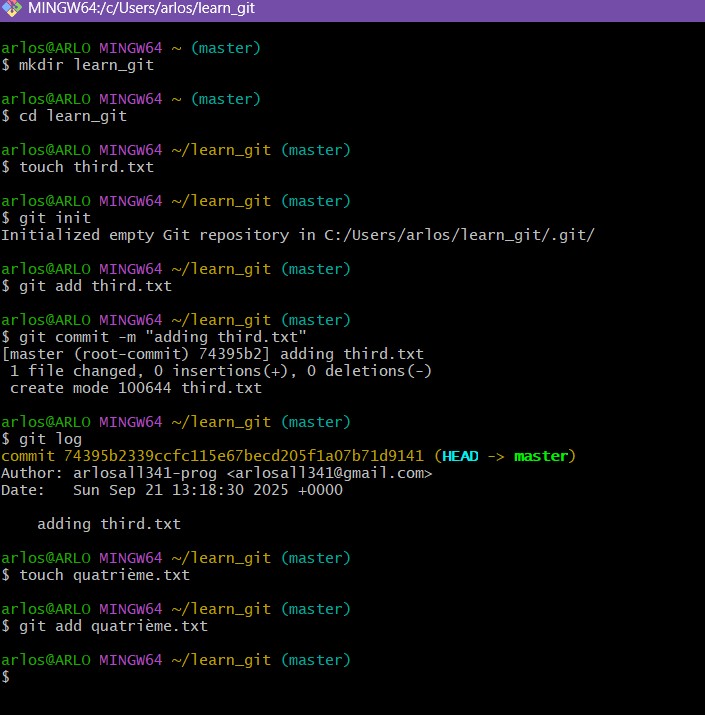 MINGW64:/c/Users/arlos/learn_git
arlos@ARLO MINGW64 ~ (master)
$ mkdir learn_git
arlos@ARLO MINGW64 ~ (master)
$ cd learn_git
arlos@ARLO MINGW64 ~/learn_git (master)
$ touch third.txt
arlos@ARLO MINGW64 ~/learn_git (master)
$ git init
Initialized empty Git repository in C:/Users/arlos/learn_git/.git/
arlos@ARLO MINGW64 ~/learn_git (master)
$ git add third.txt
arlos@ARLO MINGW64 ~/learn_git (master)
$ git commit -m "adding third.txt"
[master (root-commit) 74395b2] adding third.txt
 1 file changed, 0 insertions(+), 0 deletions(-)
 create mode 100644 third.txt
arlos@ARLO MINGW64 ~/learn_git (master)
$ git log
commit 74395b2339ccfc115e67becd205f1a07b71d9141 (HEAD -> master)
Author: arlosall341-prog <arlosall341@gmail.com>
Date:   Sun Sep 21 13:18:30 2025 +0000
    adding third.txt
arlos@ARLO MINGW64 ~/learn_git (master)
$ touch quatrième.txt
arlos@ARLO MINGW64 ~/learn_git (master)
$ git add quatrième.txt
arlos@ARLO MINGW64 ~/learn_git (master)
$